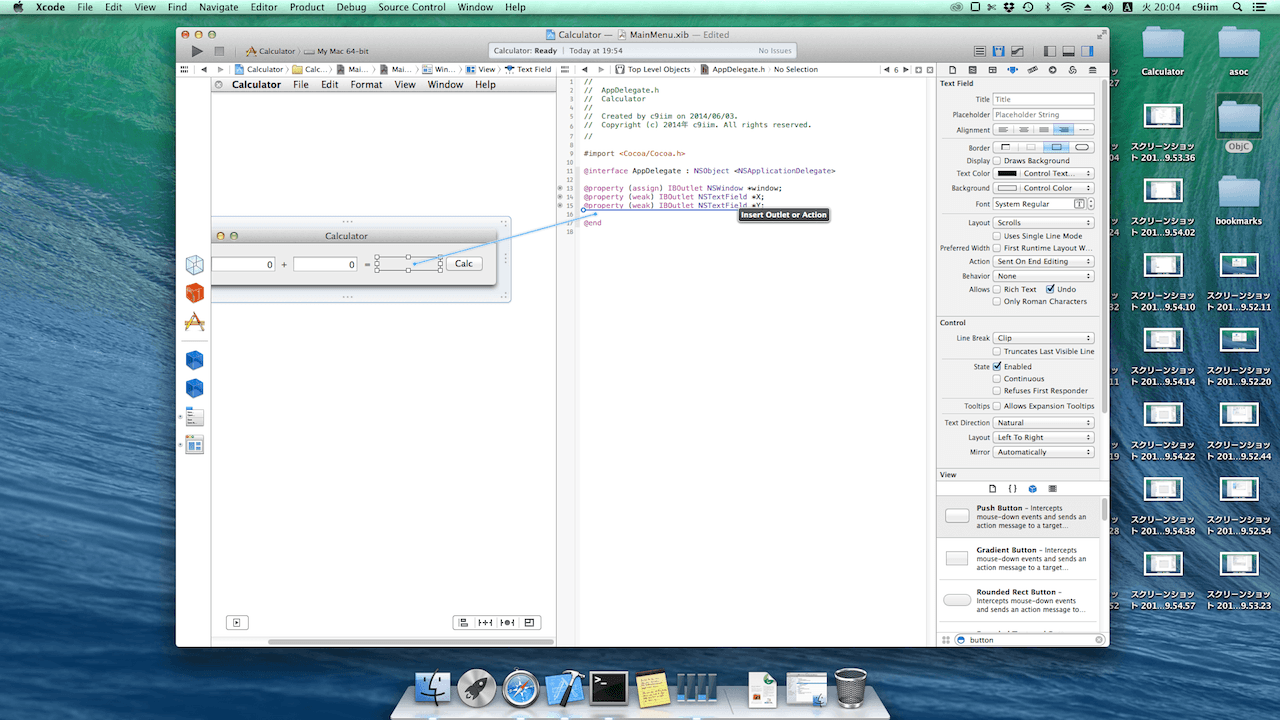 Xcode File Edit View Find Navigate Editor Product Debug Source Control Window Help
火 20:04 c9iim
Calculator — MainMenu.xib — Edited
Calculator My Mac 64-bit
Calculator: Ready | Today at 19:54 No Issues
Calculator Calc... Mai... Mai... Win... View Text Field
Top Level Objects AppDelegate.h No Selection
6
Calculator File Edit Format View Window Help
Calculator
0 + 0 = Calc
1 //
2 // AppDelegate.h
3 // Calculator
4 //
5 // Created by c9iim on 2014/06/03.
6 // Copyright (c) 2014年 c9iim. All rights reserved.
7 //
8
9 #import <Cocoa/Cocoa.h>
10
11 @interface AppDelegate : NSObject <NSApplicationDelegate>
12
13 @property (assign) IBOutlet NSWindow *window;
14 @property (weak) IBOutlet NSTextField *X;
15 @property (weak) IBOutlet NSTextField *Y;
16
17 @end
18
Insert Outlet or Action
Text Field
Title Title
Placeholder Placeholder String
Alignment
Border
Display Draws Background
Text Color Control Text...
Background Control Color
Font System Regular
Layout Scrolls
Uses Single Line Mode
Preferred Width First Runtime Layout W...
Action Sent On End Editing
Behavior None
Allows Rich Text Undo
Only Roman Characters
Control
Line Break Clip
Truncates Last Visible Line
State Enabled
Continuous
Refuses First Responder
Tooltips Allows Expansion Tooltips
Text Direction Natural
Layout Left To Right
Mirror Automatically
View
Push Button – Intercepts
mouse-down events and sends an
action message to a target...
Gradient Button – Intercepts
mouse-down events and sends an
action message to a target...
Rounded Rect Button –
Intercepts mouse-down events
and sends an action message to...
button
Calculator
asoc
スクリーンショッ
ト 201...9.53.36
ObjC
スクリーンショッ
ト 201...9.54.02
bookmarks
スクリーンショッ
ト 201...9.54.10
スクリーンショッ
ト 201...9.52.11
スクリーンショッ
ト 201...9.54.14
スクリーンショッ
ト 201...9.52.20
スクリーンショッ
ト 201...9.54.22
スクリーンショッ
ト 201...9.52.44
スクリーンショッ
ト 201...9.54.38
スクリーンショッ
ト 201...9.52.54
スクリーンショッ
ト 201...9.54.57
スクリーンショッ
ト 201...9.53.23